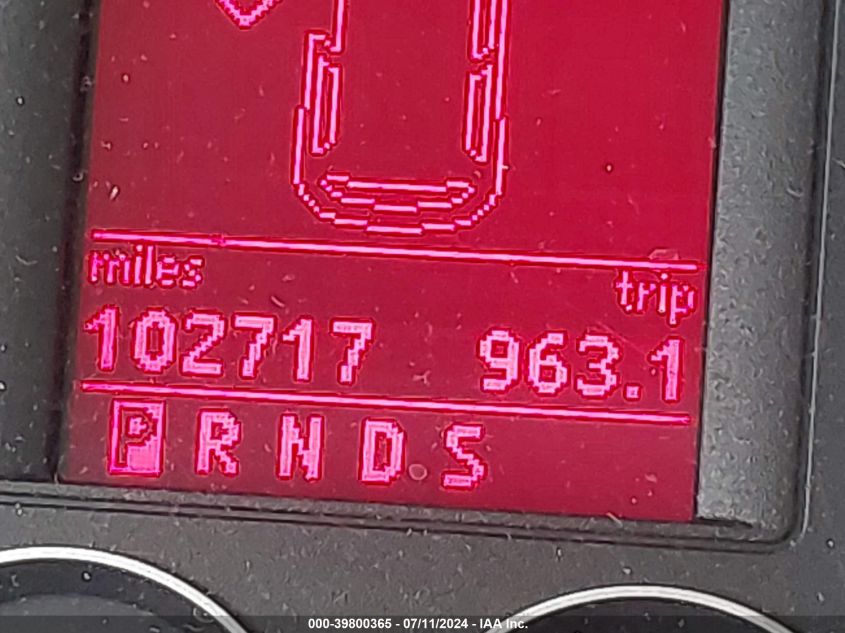 miles trip
102717 963.1
P R N D S
000-39800365 - 07/11/2024 - IAA Inc.